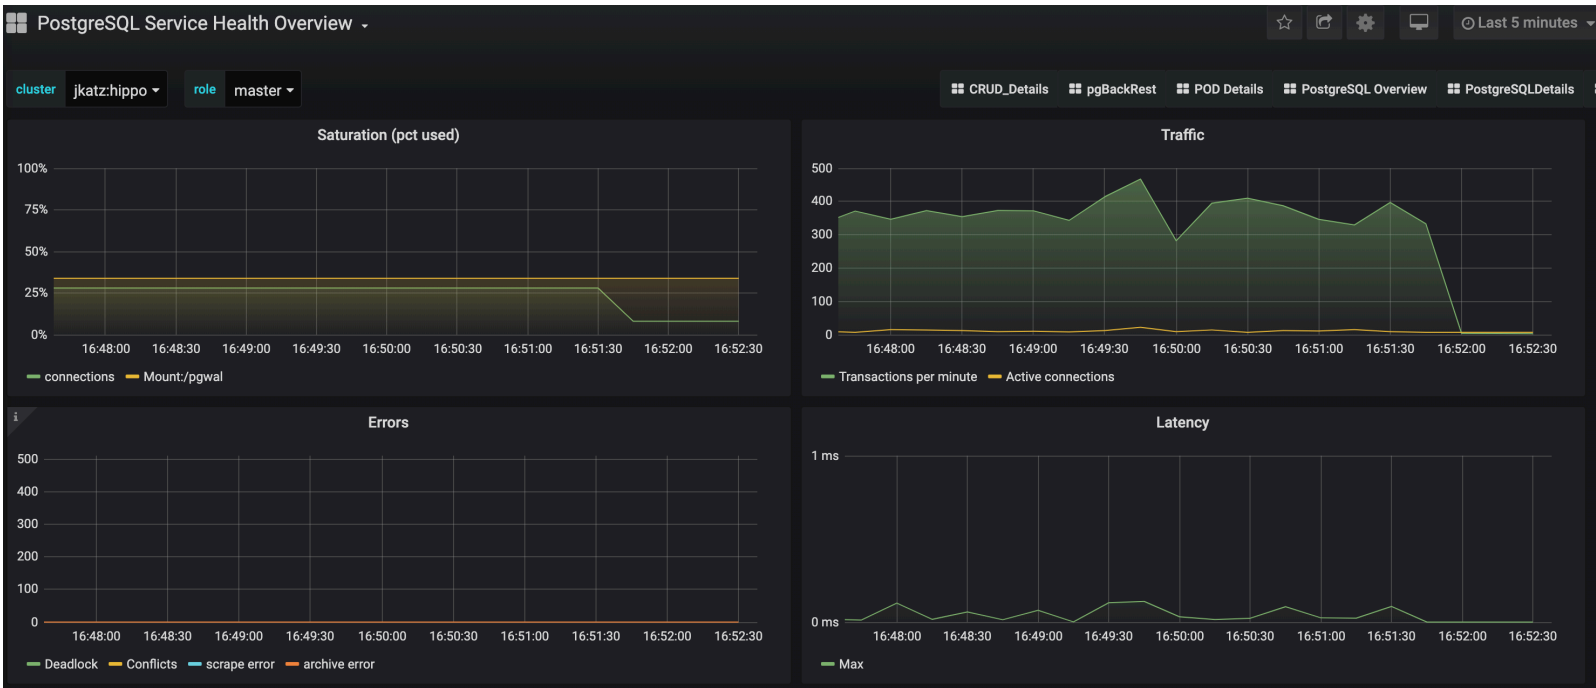 PostgreSQL Service Health Overview
Last 5 minutes
cluster jkatz:hippo role master
CRUD_Details pgBackRest POD Details PostgreSQL Overview PostgreSQLDetails
Saturation (pct used)
100%
75%
50%
25%
0%
16:48:00 16:48:30 16:49:00 16:49:30 16:50:00 16:50:30 16:51:00 16:51:30 16:52:00 16:52:30
connections Mount:/pgwal
Traffic
500
400
300
200
100
0
16:48:00 16:48:30 16:49:00 16:49:30 16:50:00 16:50:30 16:51:00 16:51:30 16:52:00 16:52:30
Transactions per minute Active connections
i
Errors
500
400
300
200
100
0
16:48:00 16:48:30 16:49:00 16:49:30 16:50:00 16:50:30 16:51:00 16:51:30 16:52:00 16:52:30
Deadlock Conflicts scrape error archive error
Latency
1 ms
0 ms
16:48:00 16:48:30 16:49:00 16:49:30 16:50:00 16:50:30 16:51:00 16:51:30 16:52:00 16:52:30
Max